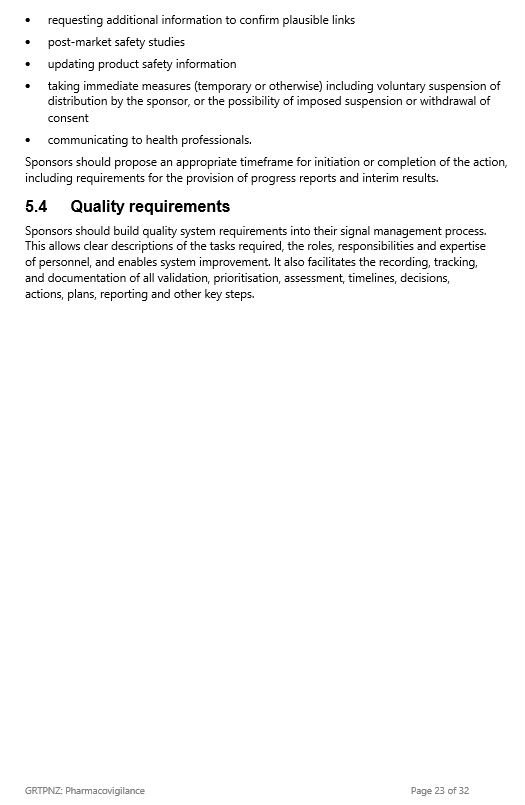 • requesting additional information to confirm plausible links
• post-market safety studies
• updating product safety information
• taking immediate measures (temporary or otherwise) including voluntary suspension of
distribution by the sponsor, or the possibility of imposed suspension or withdrawal of
consent
• communicating to health professionals.
Sponsors should propose an appropriate timeframe for initiation or completion of the action,
including requirements for the provision of progress reports and interim results.
5.4 Quality requirements
Sponsors should build quality system requirements into their signal management process.
This allows clear descriptions of the tasks required, the roles, responsibilities and expertise
of personnel, and enables system improvement. It also facilitates the recording, tracking,
and documentation of all validation, prioritisation, assessment, timelines, decisions,
actions, plans, reporting and other key steps.
GRTPNZ: Pharmacovigilance Page 23 of 32